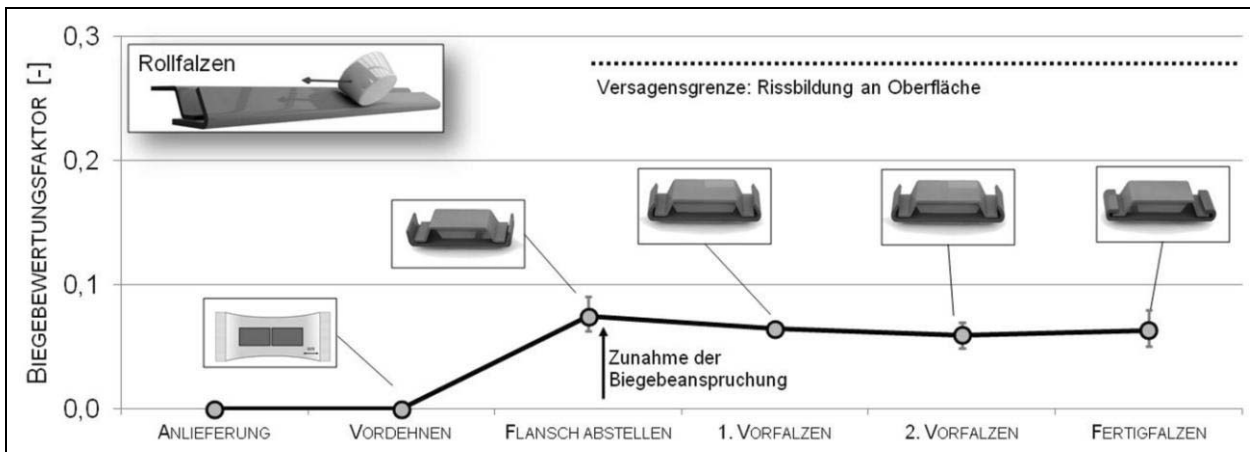 BIEGEBEWERTUNGSFAKTOR [-]
0,3
0,2
0,1
0,0
Rollfalzen
Versagensgrenze: Rissbildung an Oberfläche
Zunahme der
Biegebeanspruchung
ANLIEFERUNG
VORDEHNEN
FLANSCH ABSTELLEN
1. VORFALZEN
2. VORFALZEN
FERTIGFALZEN